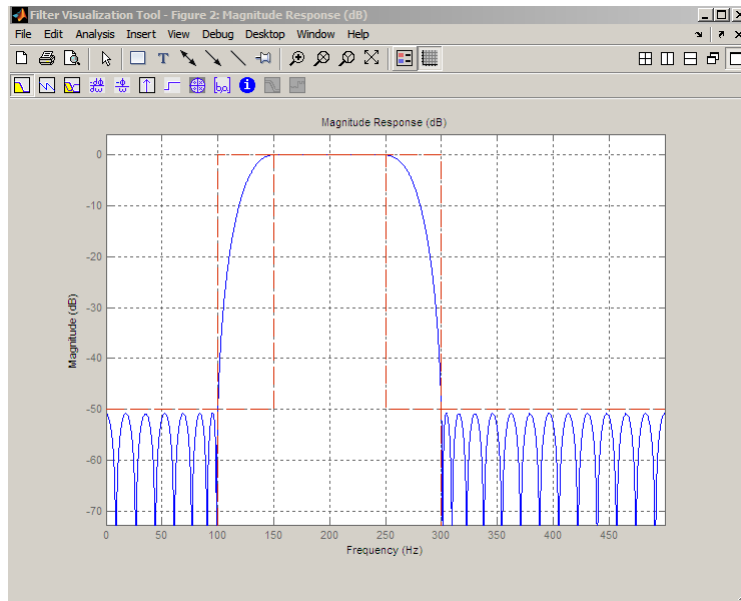 Filter Visualization Tool - Figure 2: Magnitude Response (dB)
File Edit Analysis Insert View Debug Desktop Window Help
Magnitude Response (dB)
0
-10
-20
-30
-40
-50
-60
-70
Magnitude (dB)
0 50 100 150 200 250 300 350 400 450
Frequency (Hz)